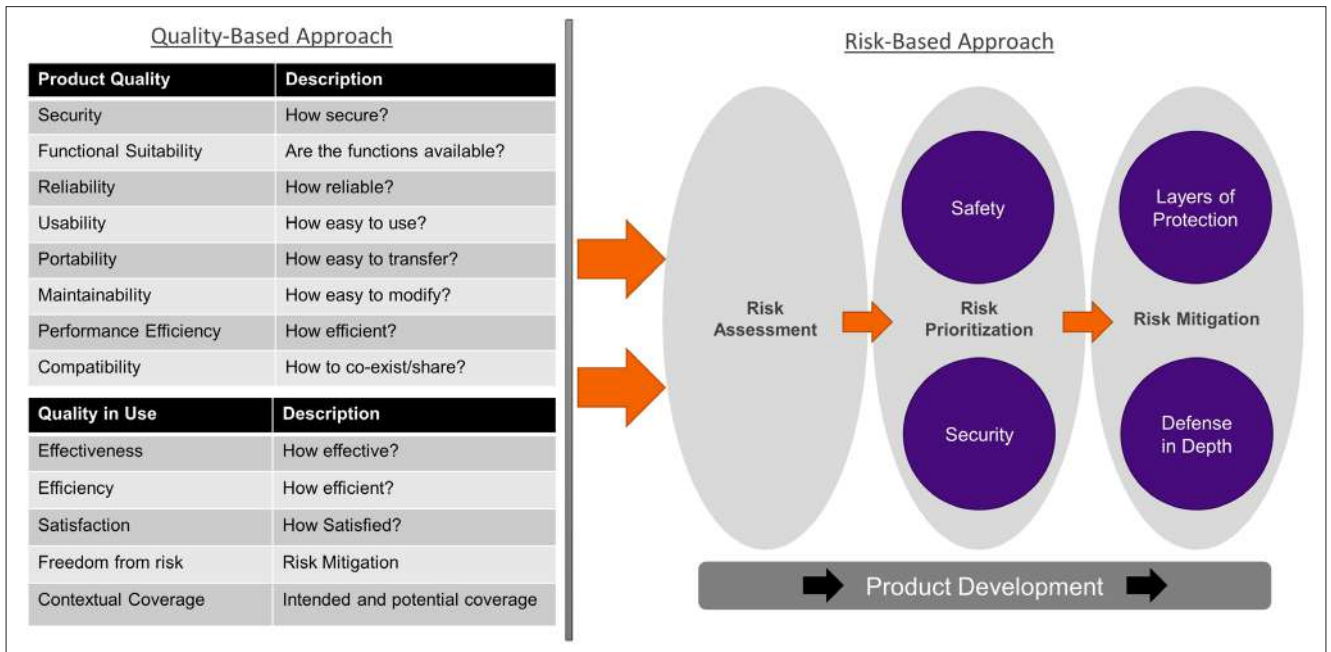 Quality-Based Approach
Product Quality Description
Security How secure?
Functional Suitability Are the functions available?
Reliability How reliable?
Usability How easy to use?
Portability How easy to transfer?
Maintainability How easy to modify?
Performance Efficiency How efficient?
Compatibility How to co-exist/share?
Quality in Use Description
Effectiveness How effective?
Efficiency How efficient?
Satisfaction How Satisfied?
Freedom from risk Risk Mitigation
Contextual Coverage Intended and potential coverage
Risk-Based Approach
Risk
Assessment
Safety
Risk
Prioritization
Security
Layers of
Protection
Risk Mitigation
Defense
in Depth
Product Development